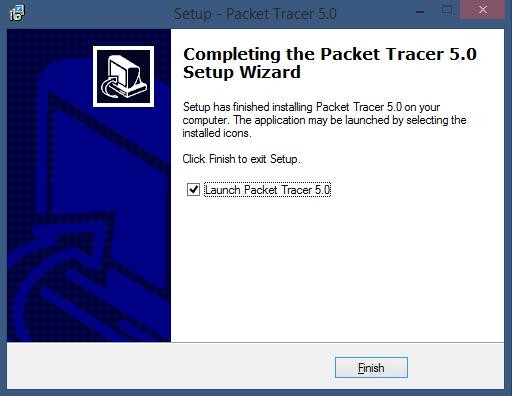 Setup - Packet Tracer 5.0
Completing the Packet Tracer 5.0
Setup Wizard
Setup has finished installing Packet Tracer 5.0 on your
computer. The application may be launched by selecting the
installed icons.
Click Finish to exit Setup.
Launch Packet Tracer 5.0
Finish